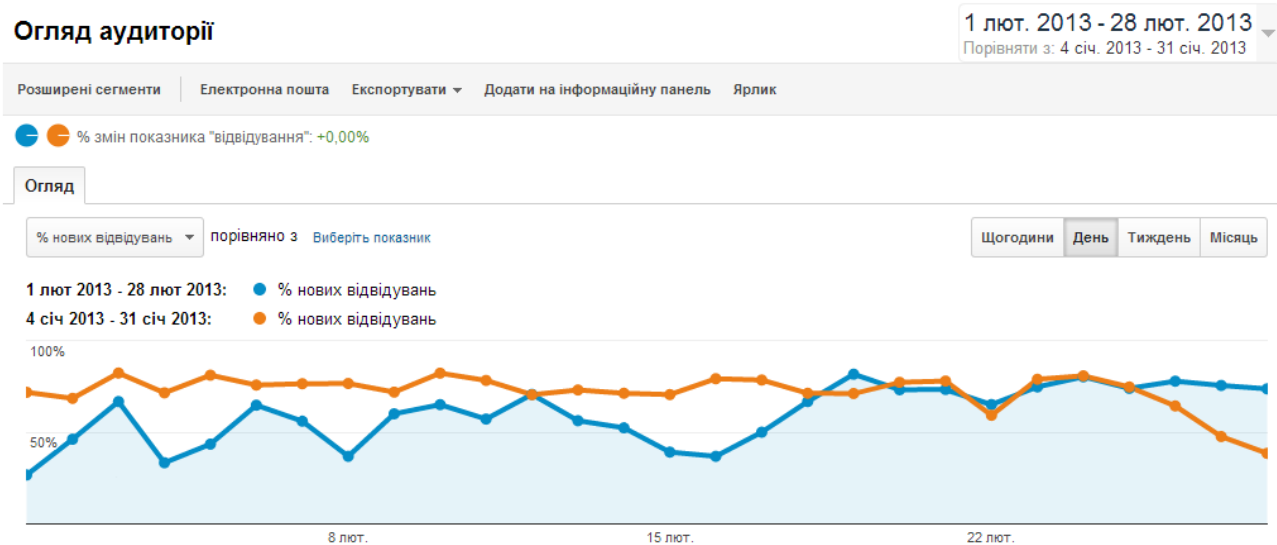 Огляд аудиторії
1 лют. 2013 - 28 лют. 2013
Порівняти з: 4 січ. 2013 - 31 січ. 2013
Розширені сегменти Електронна пошта Експортувати Додати на інформаційну панель Ярлик
% змін показника "відвідування": +0,00%
Огляд
% нових відвідувань порівняно з Виберіть показник Щогодини День Тиждень Місяць
1 лют 2013 - 28 лют 2013: % нових відвідувань
4 січ 2013 - 31 січ 2013: % нових відвідувань
100%
50%
8 лют. 15 лют. 22 лют.